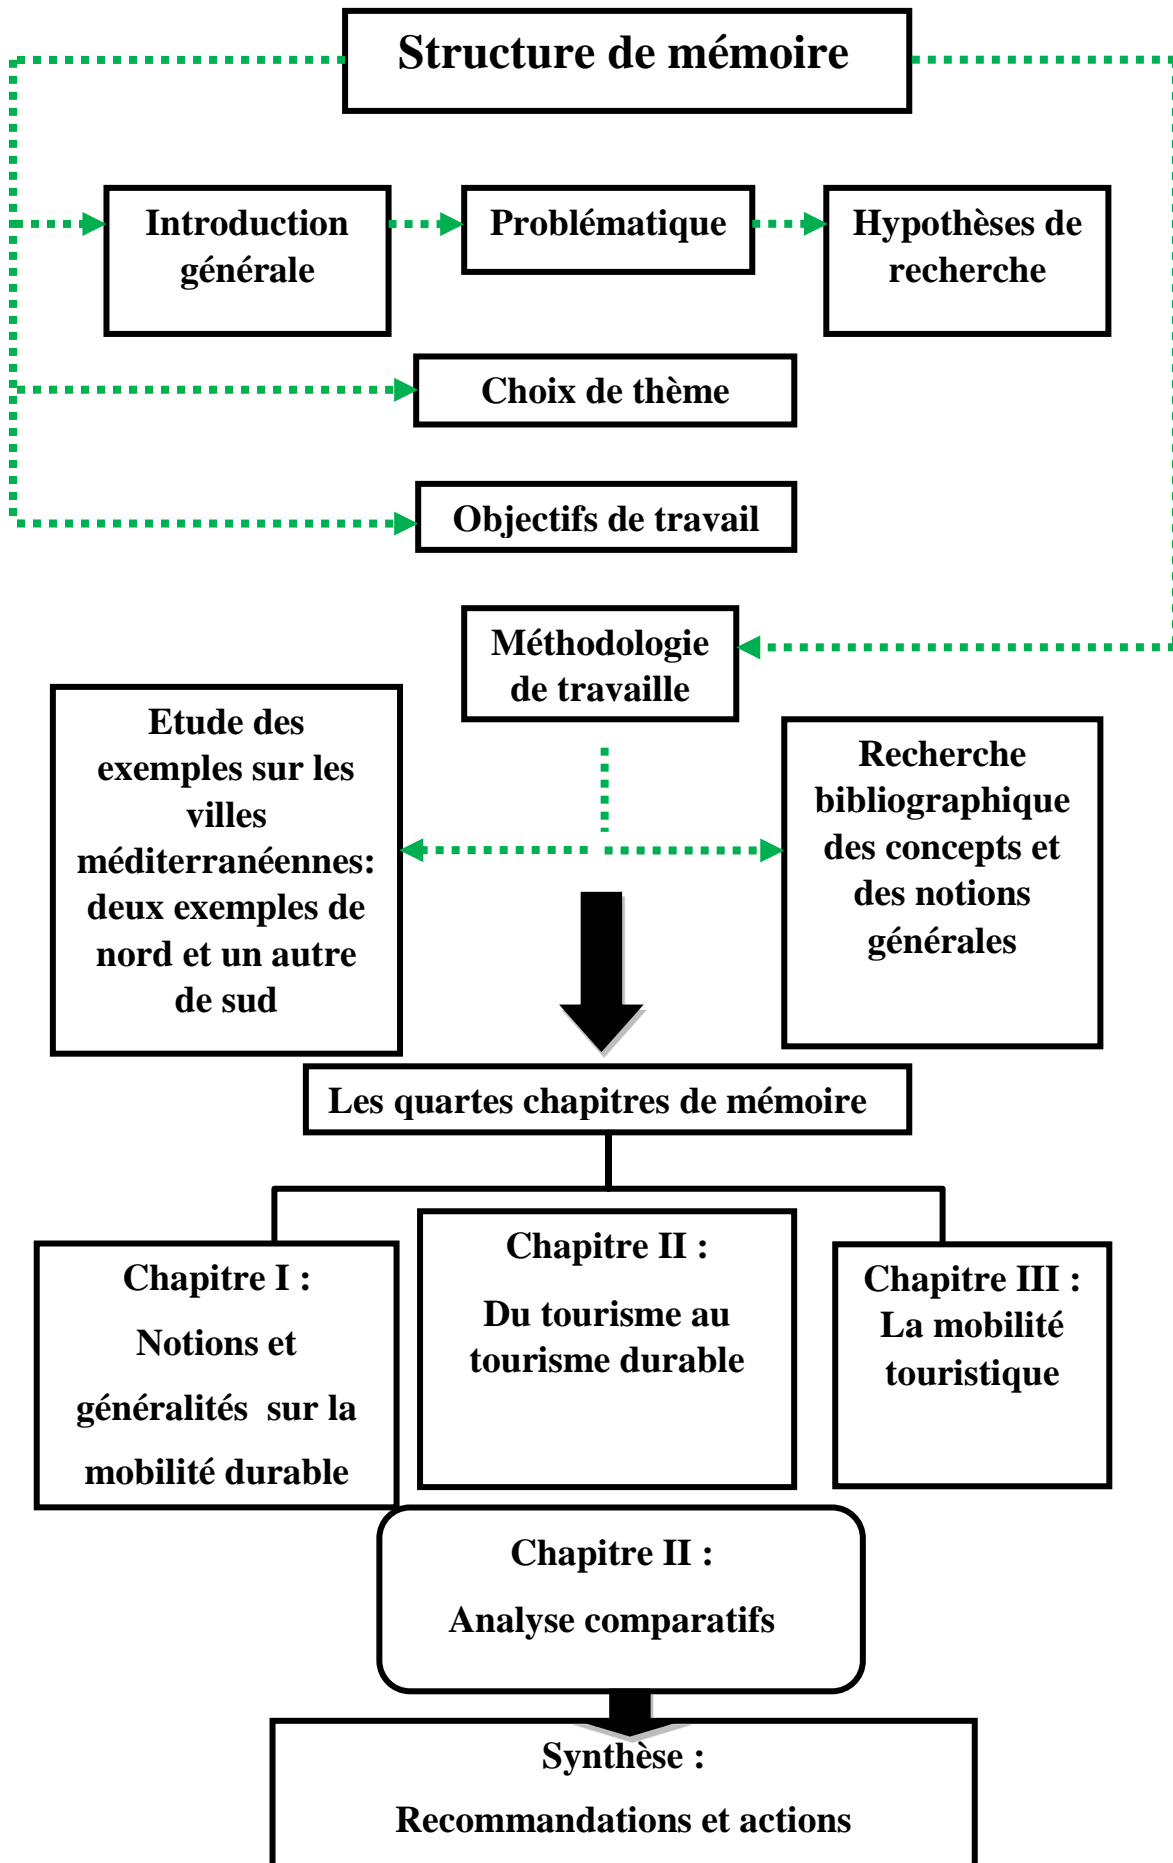 Structure de mémoire
Introduction
générale
Problématique
Hypothèses de
recherche
Choix de thème
Objectifs de travail
Méthodologie
de travaille
Etude des
exemples sur les
villes
méditerranéennes:
deux exemples de
nord et un autre
de sud
Recherche
bibliographique
des concepts et
des notions
générales
Les quartes chapitres de mémoire
Chapitre I :
Notions et
généralités sur la
mobilité durable
Chapitre II :
Du tourisme au
tourisme durable
Chapitre III :
La mobilité
touristique
Chapitre II :
Analyse comparatifs
Synthèse :
Recommandations et actions